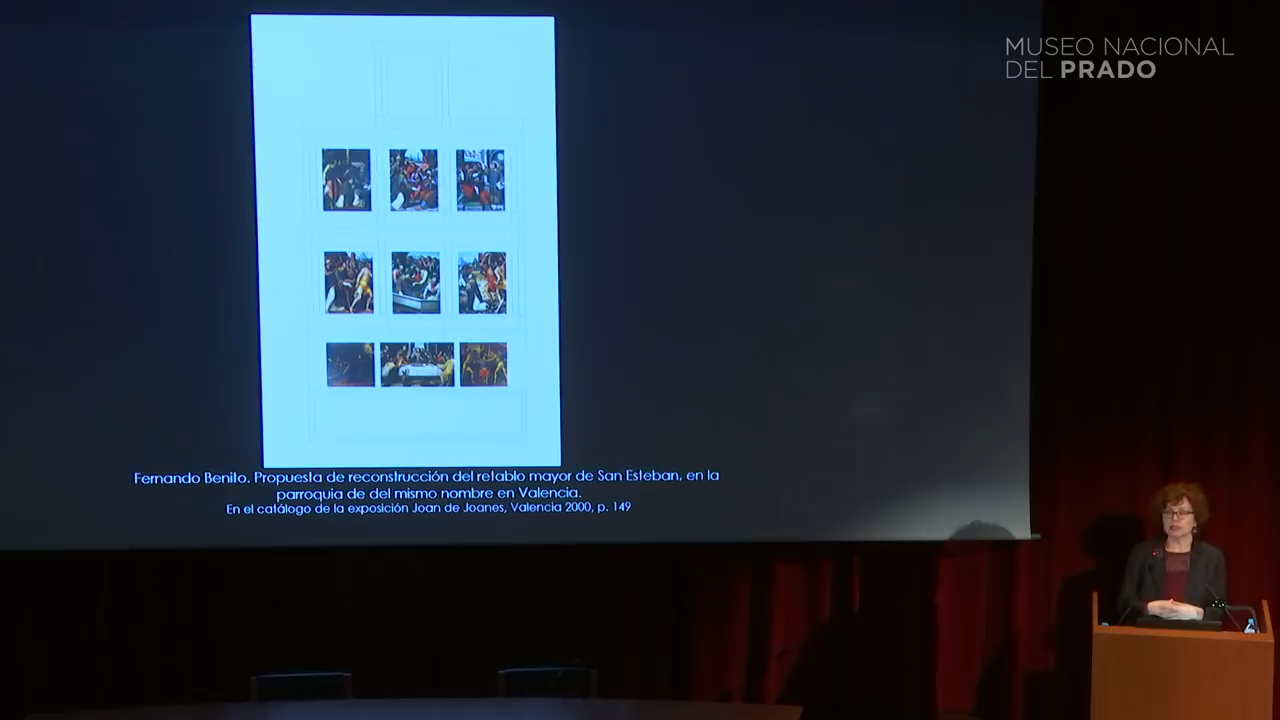 MUSEO NACIONAL
DEL PRADO
Fernando Benito. Propuesta de reconstrucción del retablo mayor de San Esteban, en la
parroquia de del mismo nombre en Valencia.
En el catálogo de la exposición Joan de Joanes, Valencia 2000, p. 149